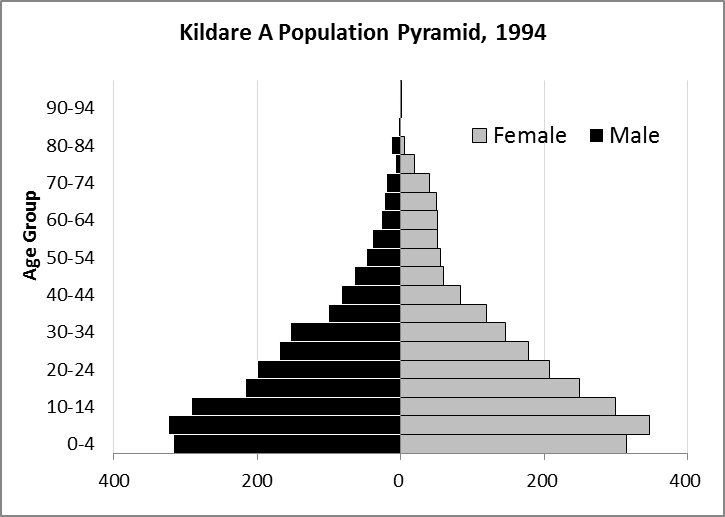 Kildare A Population Pyramid, 1994
90-94
Female Male
80-84
70-74
60-64
50-54
40-44
30-34
20-24
10-14
0-4
Age Group
400 200 0 200 400